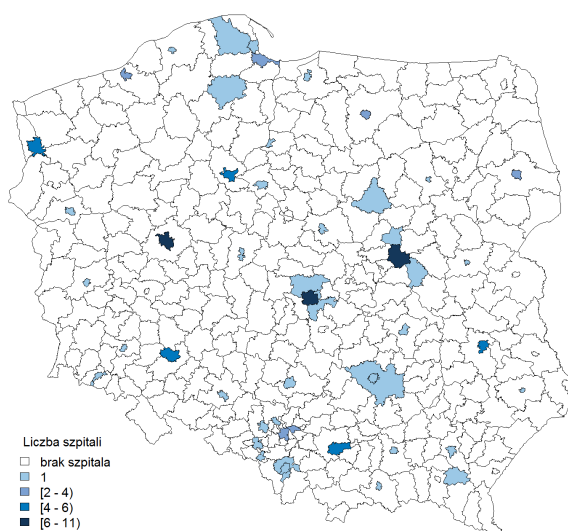 Liczba szpitali
brak szpitala
1
[2 - 4)
[4 - 6)
[6 - 11)